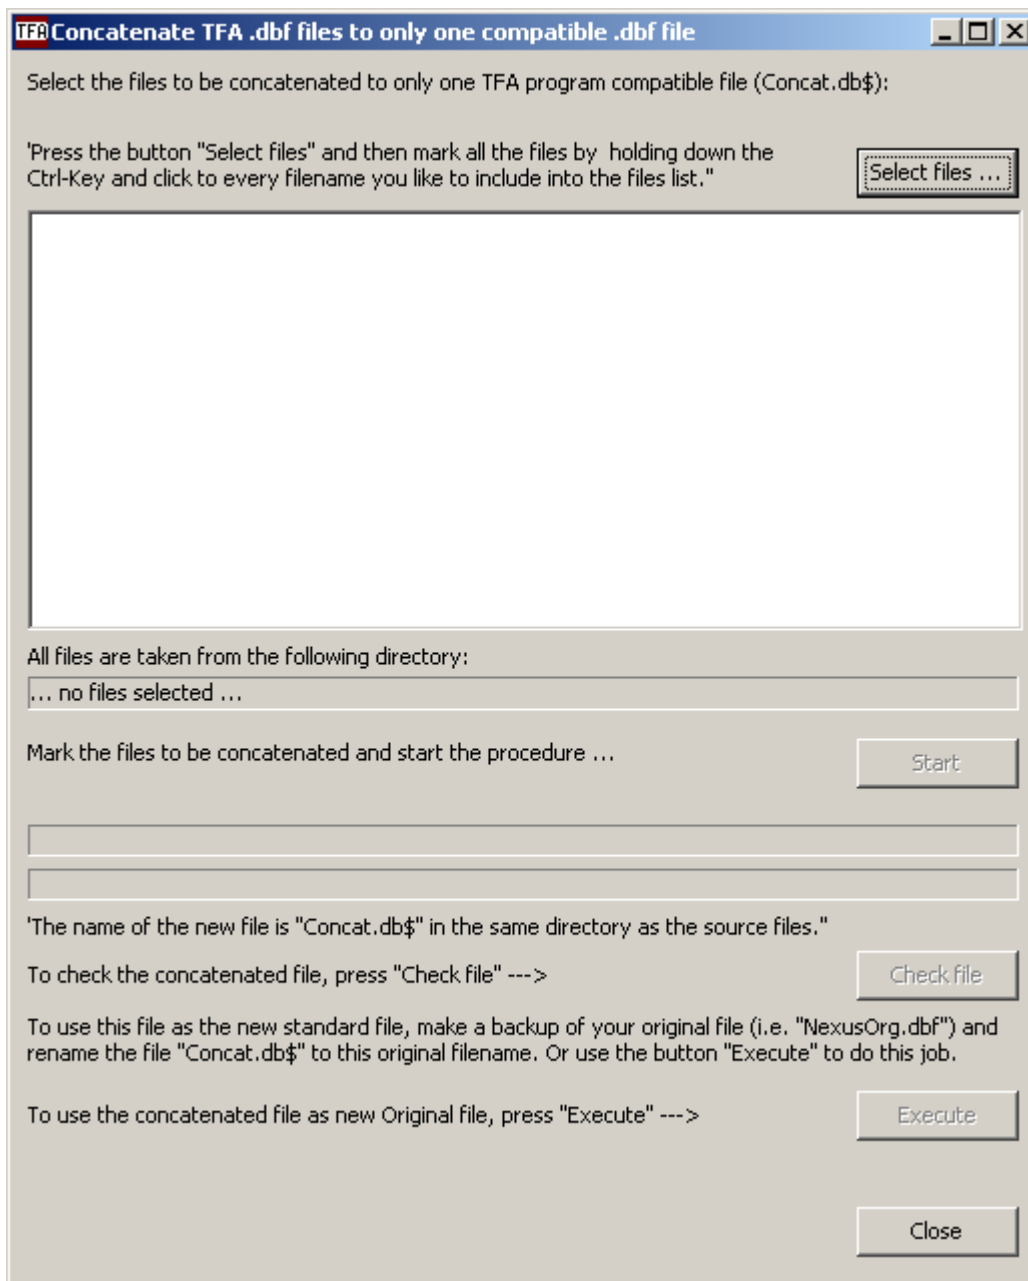 TFA Concatenate TFA .dbf files to only one compatible .dbf file
Select the files to be concatenated to only one TFA program compatible file (Concat.db$):
'Press the button "Select files" and then mark all the files by  holding down the
Ctrl-Key and click to every filename you like to include into the files list."
Select files ...
All files are taken from the following directory:
... no files selected ...
Mark the files to be concatenated and start the procedure ...
Start
'The name of the new file is "Concat.db$" in the same directory as the source files."
To check the concatenated file, press "Check file" --->
Check file
To use this file as the new standard file, make a backup of your original file (i.e. "NexusOrg.dbf") and
rename the file "Concat.db$" to this original filename. Or use the button "Execute" to do this job.
To use the concatenated file as new Original file, press "Execute" --->
Execute
Close